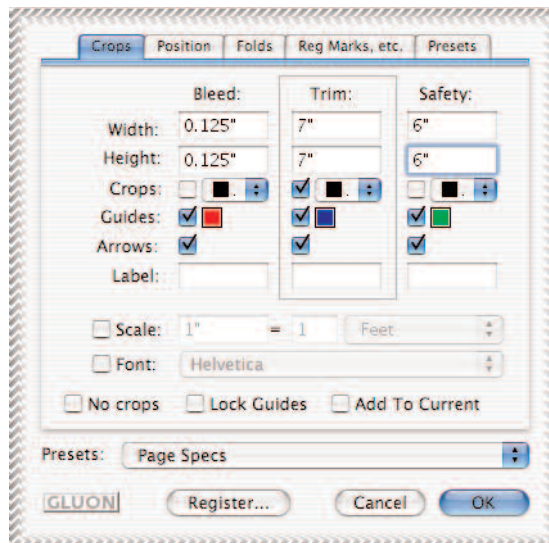 Crops Position Folds Reg Marks, etc. Presets
Bleed: Trim: Safety:
Width: 0.125" 7" 6"
Height: 0.125" 7" 6"
Crops: . . .
Guides:
Arrows:
Label:
Scale: 1" = 1 Feet
Font: Helvetica
No crops Lock Guides Add To Current
Presets: Page Specs
GLUON Register... Cancel OK